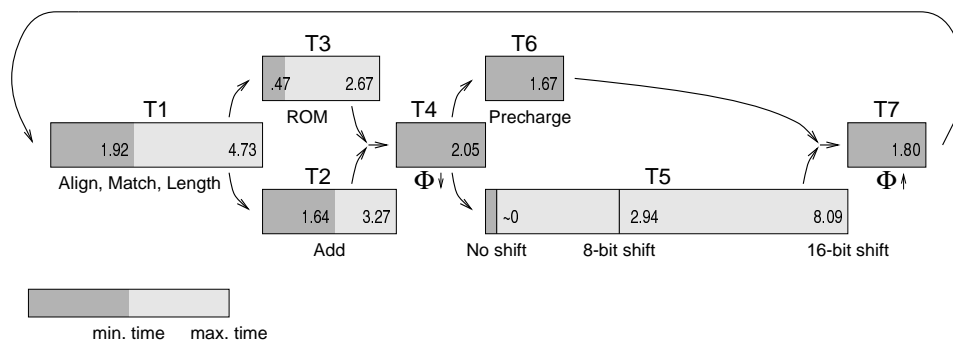 T3
T6
.47 2.67
1.67
T1
ROM
T4
Precharge
T7
1.92 4.73
2.05
1.80
Align, Match, Length
T2
Φ↓
T5
Φ↑
1.64 3.27
~0 2.94 8.09
Add
No shift 8-bit shift 16-bit shift
min. time max. time